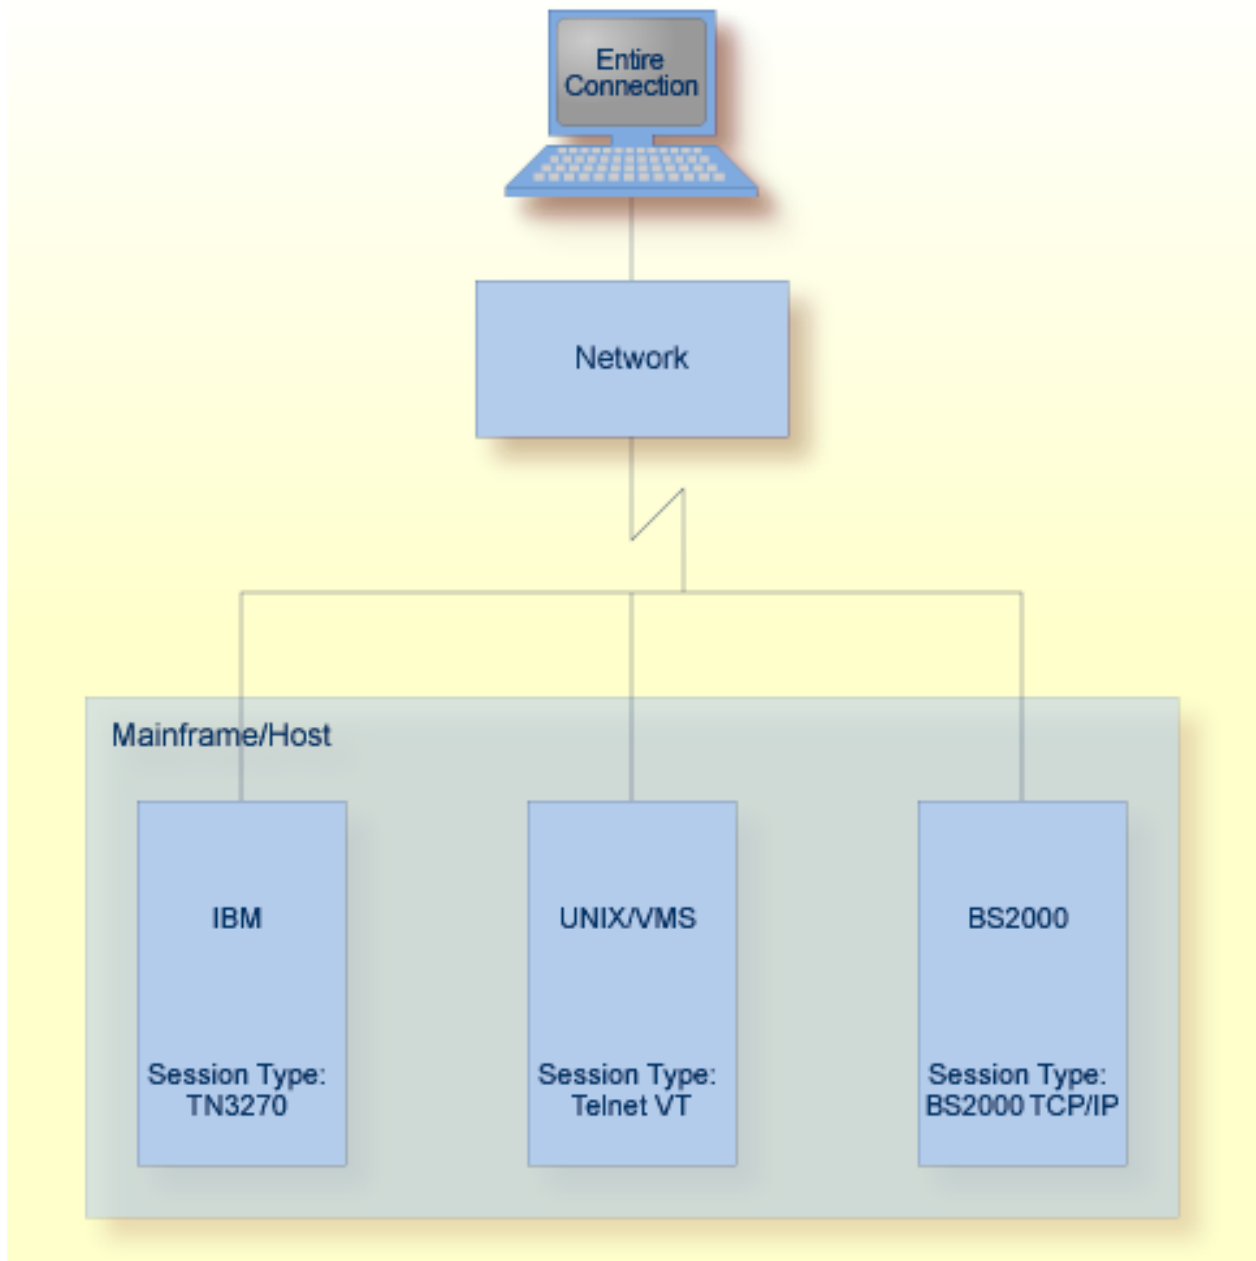 Entire
Connection
Network
Mainframe/Host
IBM
Session Type:
TN3270
UNIX/VMS
Session Type:
Telnet VT
BS2000
Session Type:
BS2000 TCP/IP